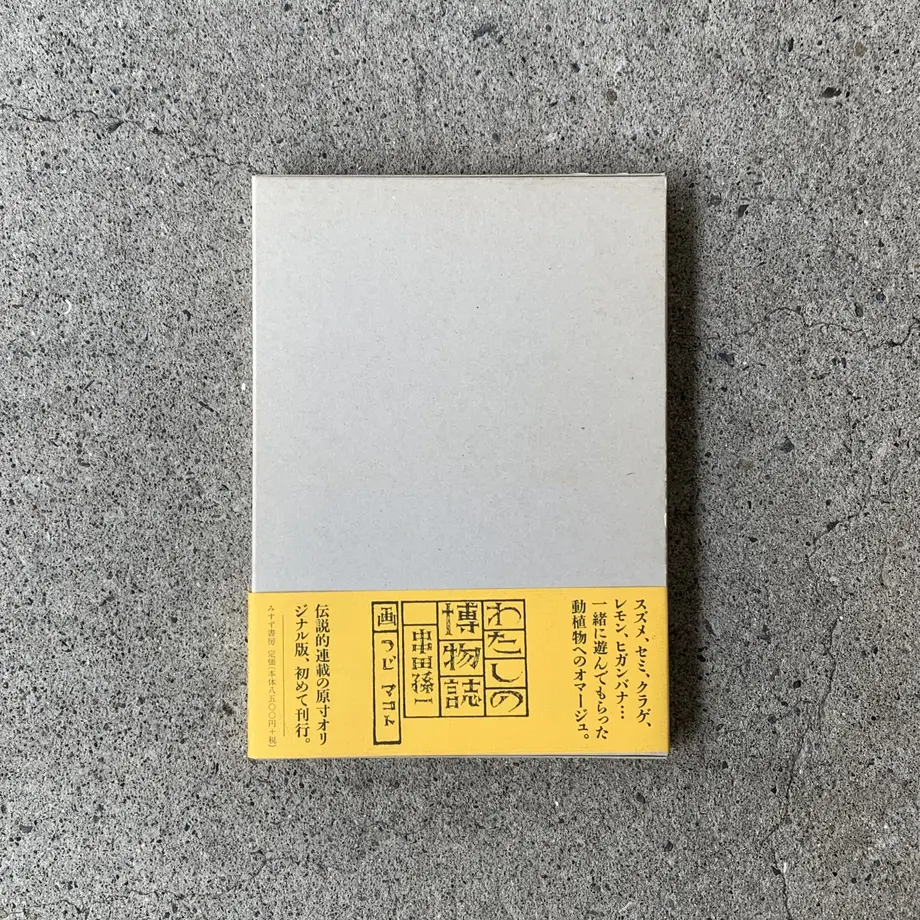 スズメ、セミ、クラゲ、
レモン、ヒガンバナ…
一緒に遊んでもらった
動植物へのオマージュ。
わたしの
博物誌
串田孫一
画 つじ マコト
伝説的連載の原寸オリ
ジナル版、初めて刊行。
みすず書房 定価(本体八五〇〇円+税)